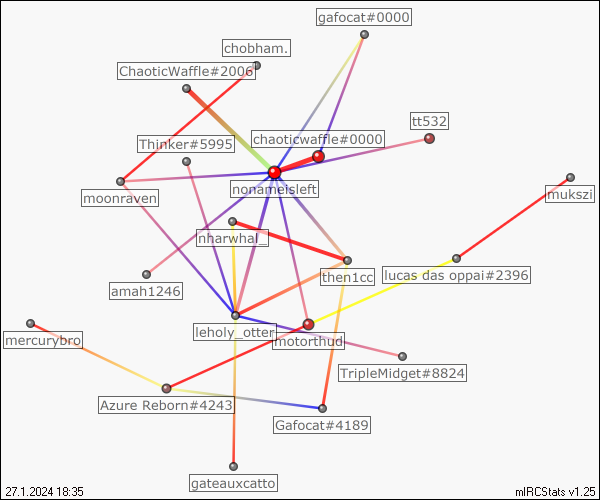 gafocat#0000
chobham.
ChaoticWaffle#2006
tt532
chaoticwaffle#0000
Thinker#5995
nonameisleft
mukszi
moonraven
nharwhal_
then1cc
lucas das oppai#2396
amah1246
leholy_otter
motorthud
mercurybro
TripleMidget#8824
Azure Reborn#4243
Gafocat#4189
gateauxcatto
27.1.2024 18:35
mIRCStats v1.25